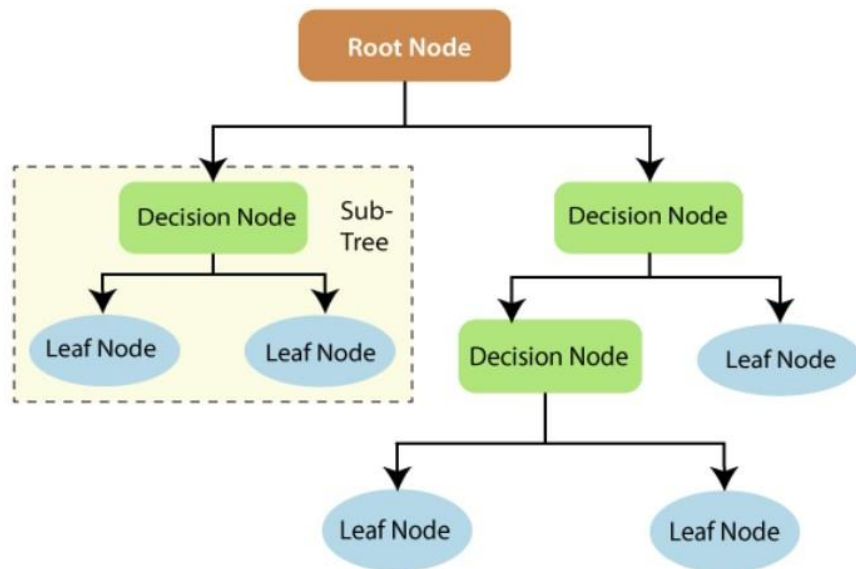 Root Node
Decision Node
Sub-
Tree
Decision Node
Leaf Node
Leaf Node
Decision Node
Leaf Node
Leaf Node
Leaf Node